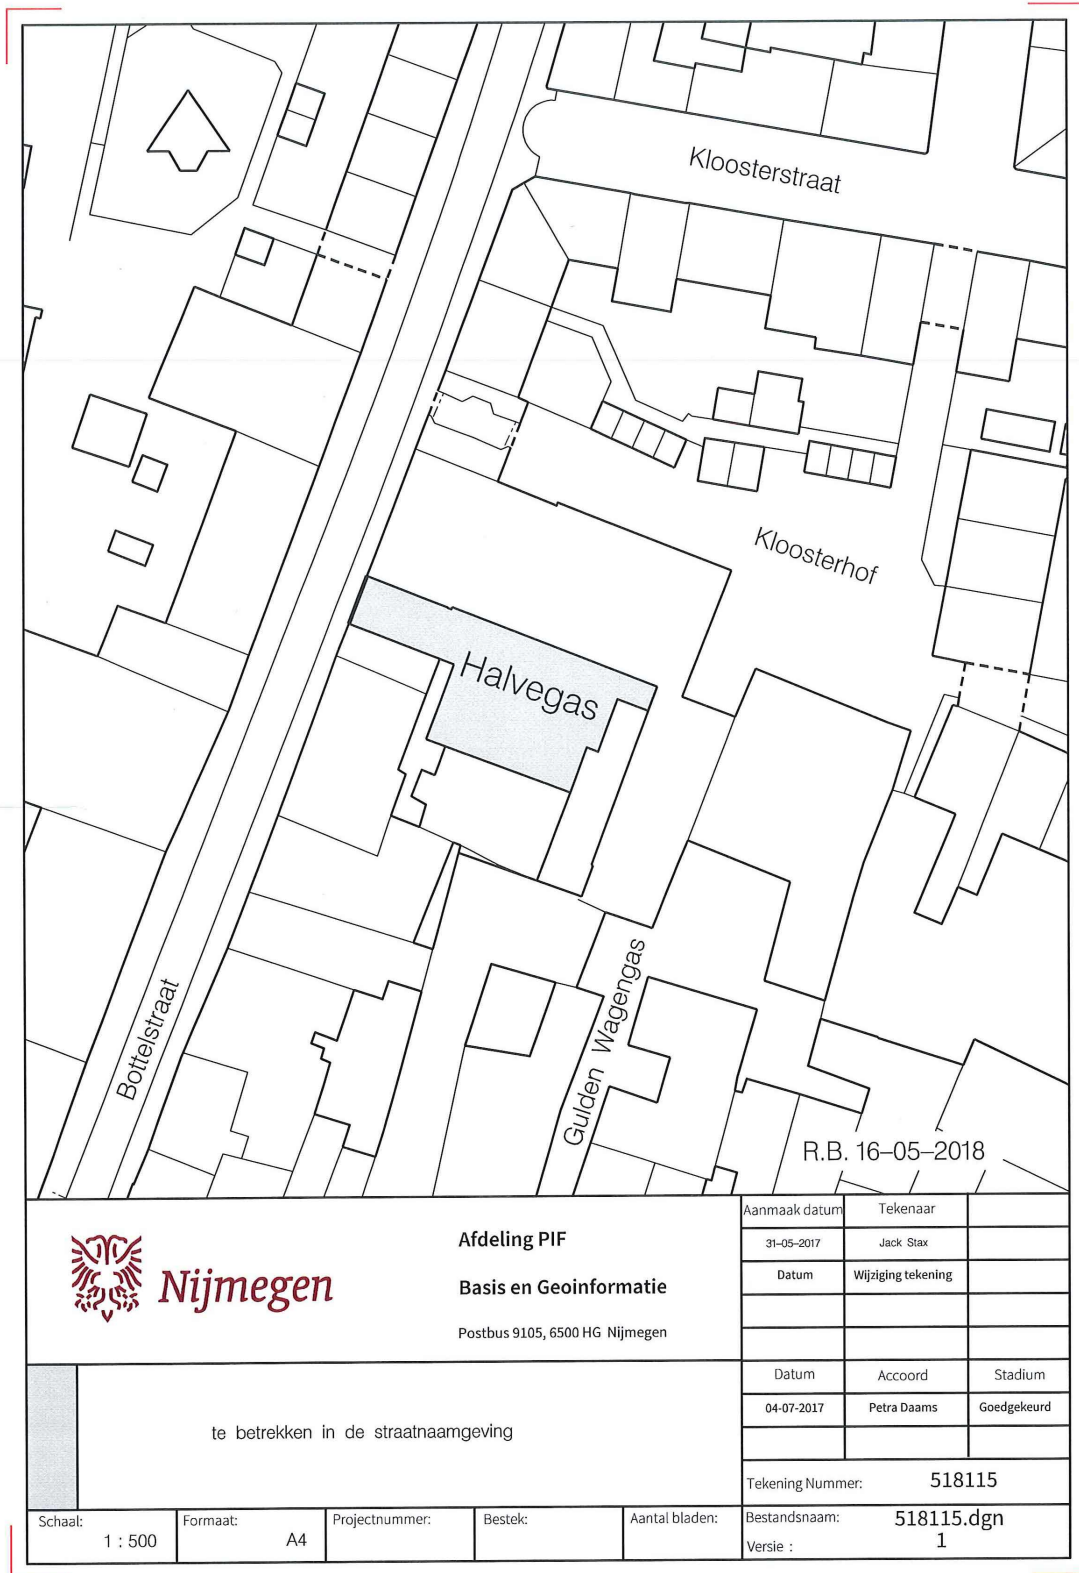 Kloosterstraat
Kloosterhof
Halvegas
Gulden Wagengas
Bottelstraat
R.B. 16-05-2018
Nijmegen
Afdeling PIF
Basis en Geoinformatie
Postbus 9105, 6500 HG Nijmegen
Aanmaak datum Tekenaar
31-05-2017 Jack Stax
Datum Wijziging tekening
Datum Accoord Stadium
04-07-2017 Petra Daams Goedgekeurd
te betrekken in de straatnaamgeving
Tekening Nummer: 518115
Schaal: 1 : 500
Formaat: A4
Projectnummer:
Bestek:
Aantal bladen:
Bestandsnaam: 518115.dgn
Versie : 1